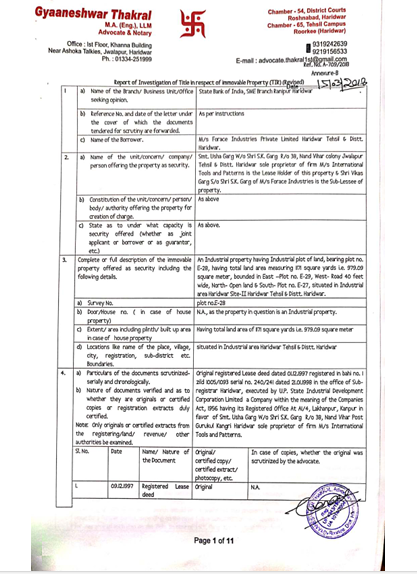 Gyaaneshwar Thakral
M.A. (Eng.), LLM
Advocate & Notary
Office : Ist Floor, Khanna Building
Near Ashoka Talkies, Jwalapur, Haridwar
Ph. : 01334-251999
Chamber - 54, District Courts
Roshnabad, Haridwar
Chamber - 65, Tehsil Campus
Roorkee (Haridwar)
9319242639
9219156533
E-mail : advocate.thakral1st@gmail.com
Ref. No. A-709/2018
Annexure-B
Report of Investigation of Title in respect of immovable Property (TIR) (Revised)
Date 15/03/2018
1 a) Name of the Branch/ Business Unit/Office seeking opinion.
State Bank of India, SME Branch Ranipur Haridwar
b) Reference No. and date of the letter under the cover of which the documents tendered for scrutiny are forwarded.
As per instructions
c) Name of the Borrower.
M/s Forace Industries Private Limited Haridwar Tehsil & Distt. Haridwar.
2. a) Name of the unit/concern/ company/ person offering the property as security.
Smt. Usha Garg W/o Shri S.K. Garg R/o 38, Nand Vihar colony Jwalapur Tehsil & Distt. Haridwar sole proprietor of firm M/s International Tools and Patterns is the Lease Holder of this property & Shri Vikas Garg S/o Shri S.K. Garg of M/s Forace Industries is the Sub-Lessee of property.
b) Constitution of the unit/concern/ person/ body/ authority offering the property for creation of charge.
As above
c) State as to under what capacity is security offered (whether as joint applicant or borrower or as guarantor, etc.)
As above.
3. Complete or full description of the immovable property offered as security including the following details.
An Industrial Property having Industrial plot of land, bearing plot no. E-28, having total land area measuring 1171 square yards i.e. 979.09 square meter, bounded in East -Plot no. E-29, West- Road 40 feet wide, North- Open land & South- Plot no. E-27, situated in Industrial area Haridwar Site-II Haridwar Tehsil & Distt. Haridwar.
a) Survey No.
plot no.E-28
b) Door/House no. ( in case of house property)
N.A., as the property in question is an Industrial property.
c) Extent/ area including plinth/ built up area in case of house property
Having total land area of 1171 square yards i.e. 979.09 square meter
d) Locations like name of the place, village, city, registration, sub-district etc. Boundaries.
situated in Industrial area Haridwar Tehsil & Distt. Haridwar
4. a) Particulars of the documents scrutinized- serially and chronologically.
b) Nature of documents verified and as to whether they are originals or certified copies or registration extracts duly certified.
Note: Only originals or certified extracts from the registering/land/ revenue/ other authorities be examined.
Original registered Lease deed dated 01.12.1997 registered in bahi no. 1 zild 1005/1093 serial no. 240/241 dated 21.01.1998 in the office of Sub-registrar Haridwar, executed by U.P. State Industrial Development Corporation Limited a Company within the meaning of the Companies Act, 1956 having its Registered Office At A1/4, Lakhanpur, Kanpur in favor of Smt. Usha Garg W/o Shri S.K. Garg R/o 38, Nand Vihar Post Gurukul Kangri Haridwar sole proprietor of firm M/s International Tools and Patterns.
Sl. No.
Date
Name/ Nature of the Document
Original/ certified copy/ certified extract/ photocopy, etc.
In case of copies, whether the original was scrutinized by the advocate.
1.
09.12.1997
Registered Lease deed
Original
N.A.
Page 1 of 11